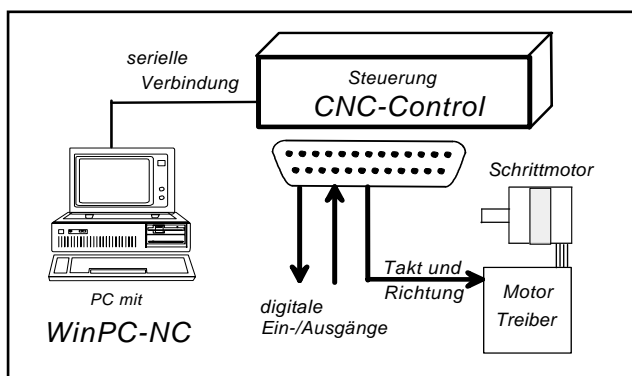 serielle
Verbindung
Steuerung
CNC-Control
Schrittmotor
PC mit
WinPC-NC
digitale
Ein-/Ausgänge
Takt und
Richtung
Motor
Treiber